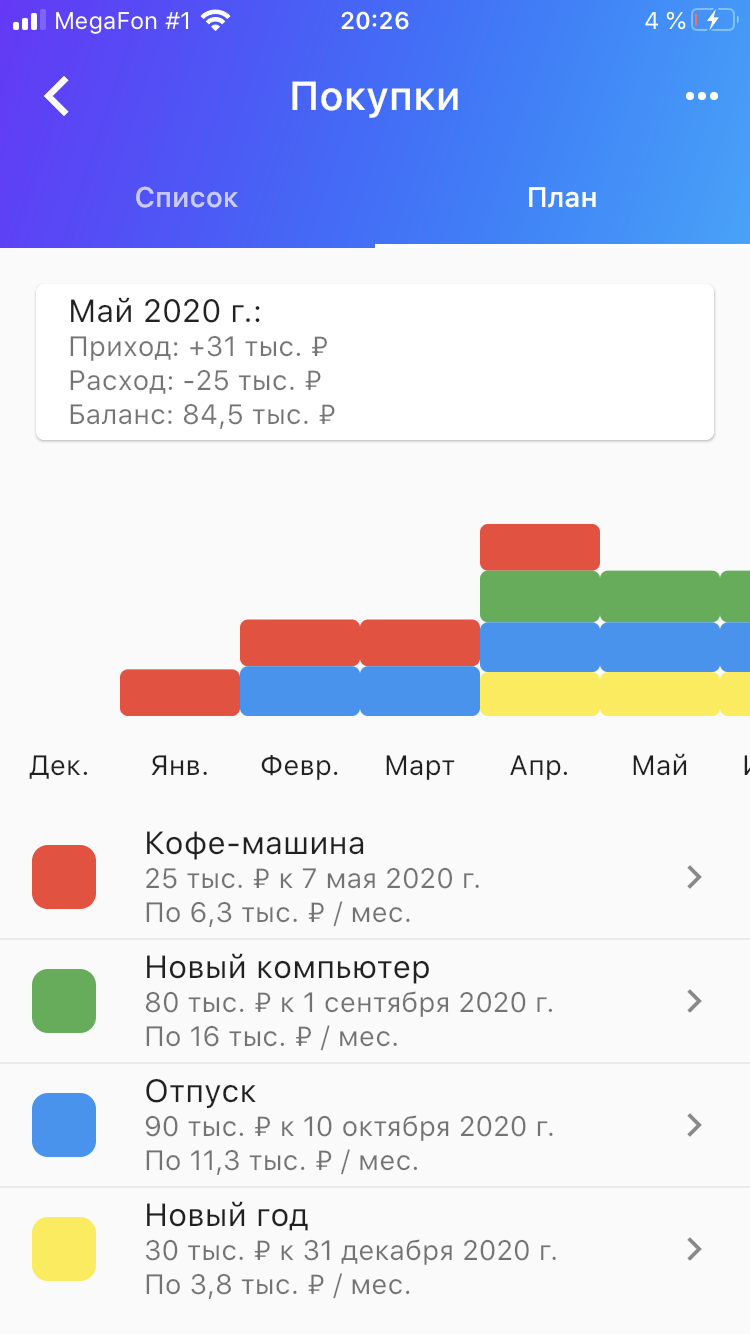 MegaFon #1 20:26 4 %
Покупки
Список План
Май 2020 г.:
Приход: +31 тыс. ₽
Расход: -25 тыс. ₽
Баланс: 84,5 тыс. ₽
Дек. Янв. Февр. Март Апр. Май
Кофе-машина
25 тыс. ₽ к 7 мая 2020 г.
По 6,3 тыс. ₽ / мес.
Новый компьютер
80 тыс. ₽ к 1 сентября 2020 г.
По 16 тыс. ₽ / мес.
Отпуск
90 тыс. ₽ к 10 октября 2020 г.
По 11,3 тыс. ₽ / мес.
Новый год
30 тыс. ₽ к 31 декабря 2020 г.
По 3,8 тыс. ₽ / мес.